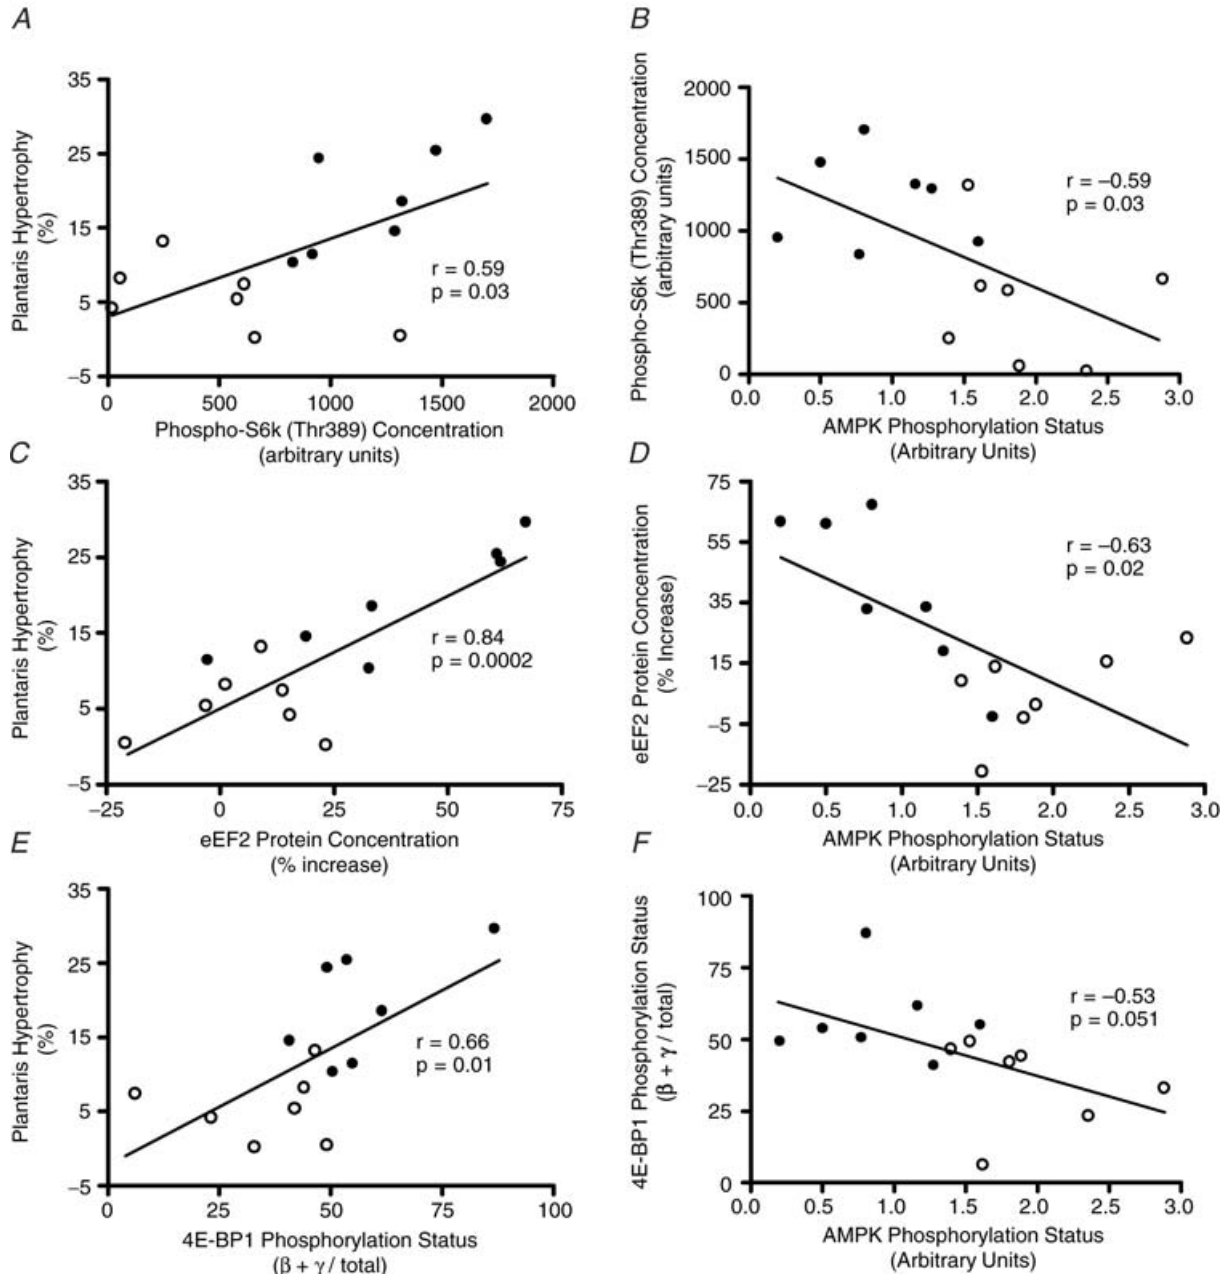 A
Plantaris Hypertrophy
(%)
35
25
15
5
−5
r = 0.59
p = 0.03
0 500 1000 1500 2000
Phospho-S6k (Thr389) Concentration
(arbitrary units)
B
Phospho-S6k (Thr389) Concentration
(arbitrary units)
2000
1500
1000
500
0
r = −0.59
p = 0.03
0.0 0.5 1.0 1.5 2.0 2.5 3.0
AMPK Phosphorylation Status
(Arbitrary Units)
C
Plantaris Hypertrophy
(%)
35
25
15
5
−5
r = 0.84
p = 0.0002
−25 0 25 50 75
eEF2 Protein Concentration
(% increase)
D
eEF2 Protein Concentration
(% Increase)
75
55
35
15
−5
−25
r = −0.63
p = 0.02
0.0 0.5 1.0 1.5 2.0 2.5 3.0
AMPK Phosphorylation Status
(Arbitrary Units)
E
Plantaris Hypertrophy
(%)
35
25
15
5
−5
r = 0.66
p = 0.01
0 25 50 75 100
4E-BP1 Phosphorylation Status
(β + γ / total)
F
4E-BP1 Phosphorylation Status
(β + γ / total)
100
75
50
25
0
r = −0.53
p = 0.051
0.0 0.5 1.0 1.5 2.0 2.5 3.0
AMPK Phosphorylation Status
(Arbitrary Units)